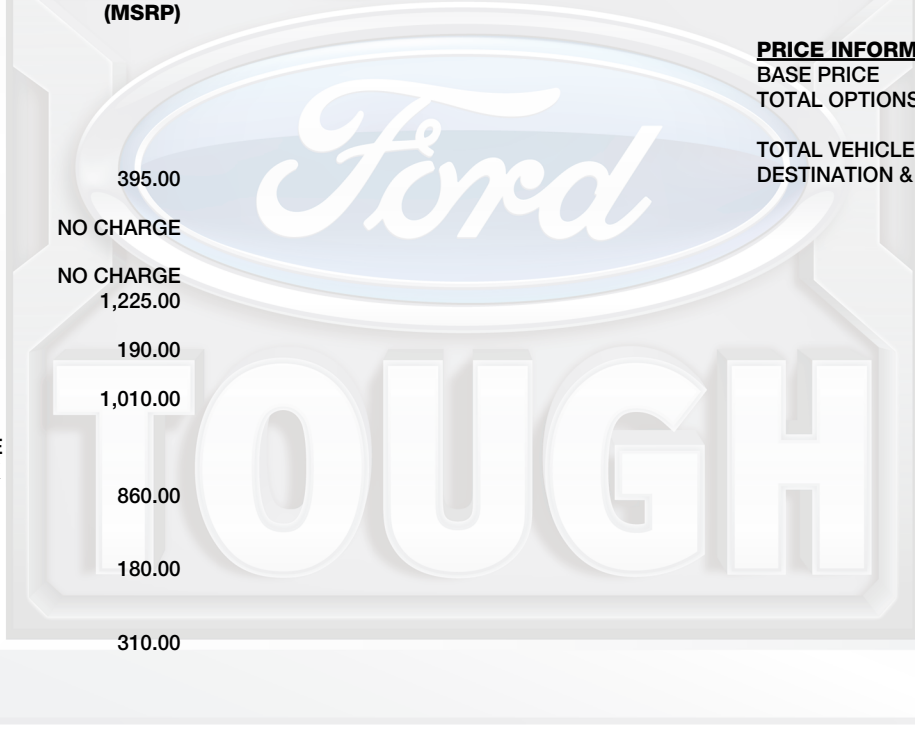 (MSRP)
395.00
NO CHARGE
NO CHARGE
1,225.00
190.00
1,010.00
E
860.00
180.00
310.00
PRICE INFORM
BASE PRICE
TOTAL OPTIONS
TOTAL VEHICLE
DESTINATION &
Ford
TOUGH